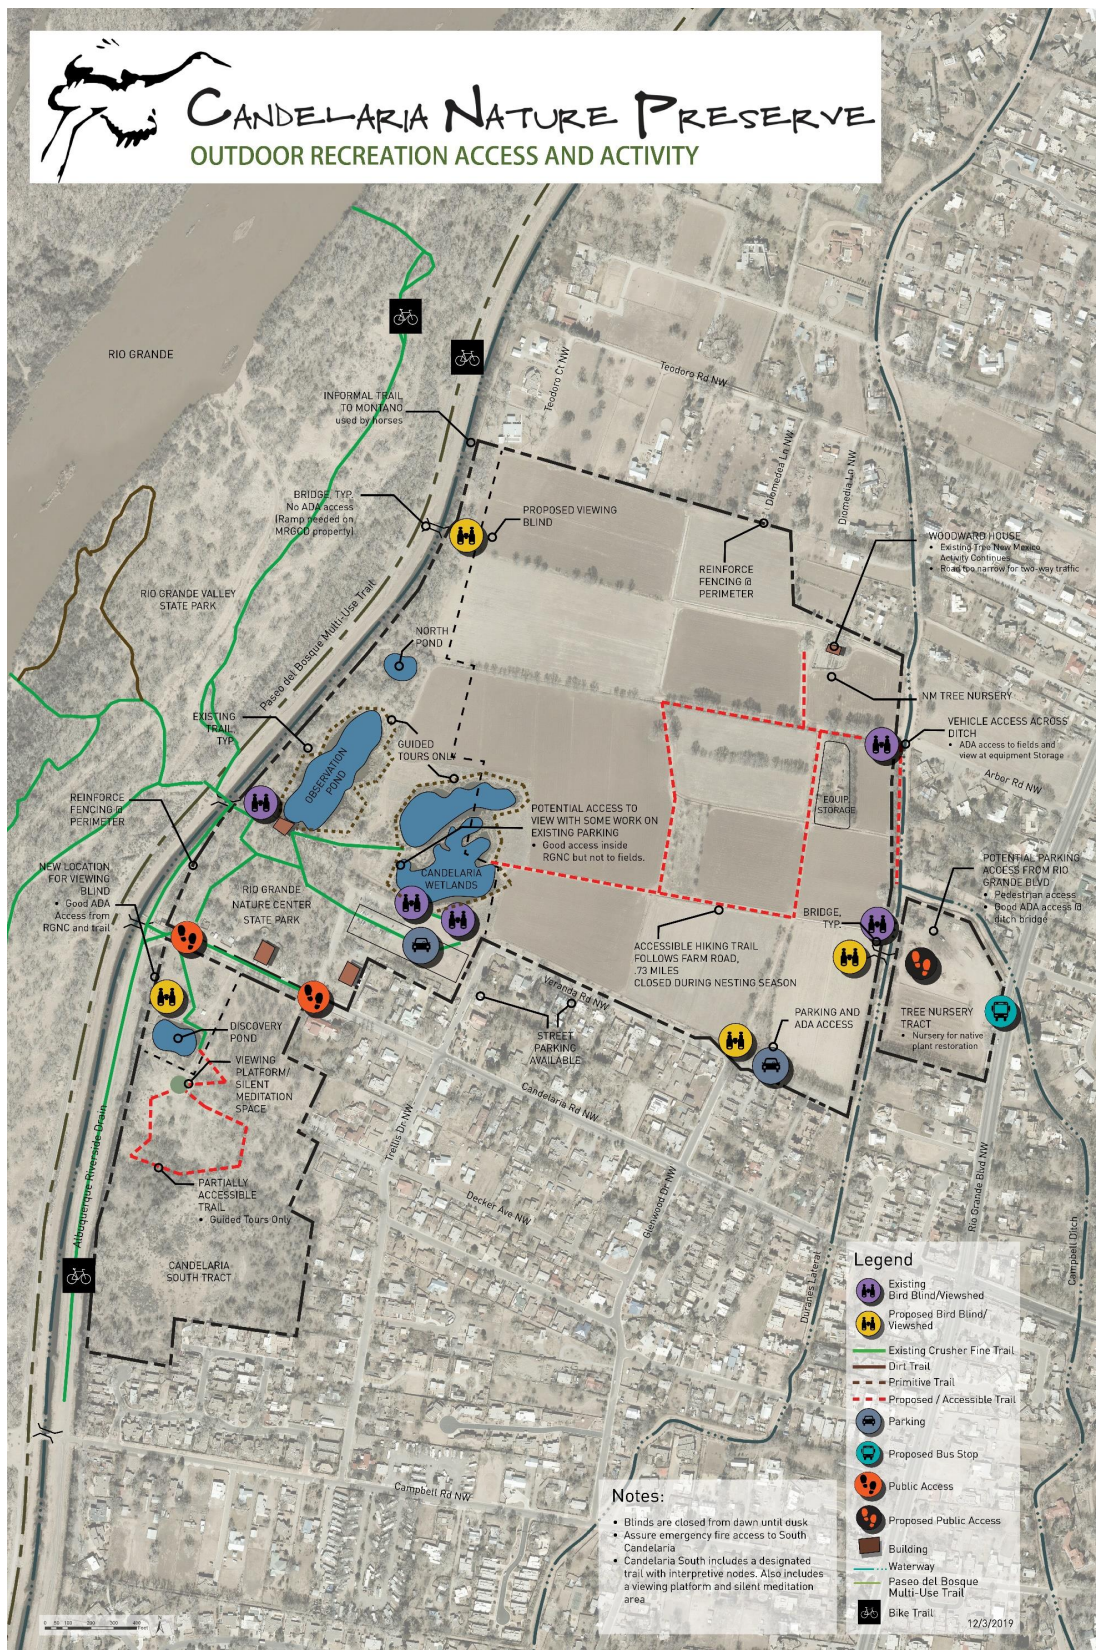 CANDELARIA NATURE PRESERVE
OUTDOOR RECREATION ACCESS AND ACTIVITY
RIO GRANDE
INFORMAL TRAIL
TO MONTANO
used by horses
Teodoro Ct NW
Teodoro Rd NW
Diomedea Ln NW
Diomedia Ln NW
BRIDGE, TYP.
No ADA access
(Ramp needed on
MRGCD property)
PROPOSED VIEWING
BLIND
REINFORCE
FENCING @
PERIMETER
WOODWARD HOUSE
• Existing Tree New Mexico
Activity Continues
• Road too narrow for two-way traffic
RIO GRANDE VALLEY
STATE PARK
Paseo del Bosque Multi-Use Trait
NORTH
POND
NM TREE NURSERY
EXISTING
TRAIL,
TYP
GUIDED
TOURS ONLY
OBSERVATION
POND
VEHICLE ACCESS ACROSS
DITCH
• ADA access to fields and
view at equipment Storage
Arber Rd NW
EQUIP.
STORAGE
REINFORCE
FENCING @
PERIMETER
POTENTIAL ACCESS TO
VIEW WITH SOME WORK ON
EXISTING PARKING
• Good access inside
RGNC but not to fields.
CANDELARIA
WETLANDS
NEW LOCATION
FOR VIEWING
BLIND
• Good ADA
Access from
RGNC and trail
RIO GRANDE
NATURE CENTER
STATE PARK
POTENTIAL PARKING
ACCESS FROM RIO
GRANDE BLVD
• Pedestrian access
• Good ADA access @
ditch bridge
BRIDGE,
TYP.
ACCESSIBLE HIKING TRAIL
FOLLOWS FARM ROAD,
.73 MILES
CLOSED DURING NESTING SEASON
Veranda Rd NW
STREET
PARKING
AVAILABLE
PARKING AND
ADA ACCESS
TREE NURSERY
TRACT
• Nursery for native
plant restoration
DISCOVERY
POND
VIEWING
PLATFORM/
SILENT
MEDITATION
SPACE
Candelaria Rd NW
Trellis Dr NW
Decker Ave NW
Glenwood Dr NW
Rio Grande Blvd NW
Campbell Ditch
Duranes Lateral
Albuquerque Riverside Drain
PARTIALLY
ACCESSIBLE
TRAIL
• Guided Tours Only
CANDELARIA
SOUTH TRACT
Campbell Rd NW
Legend
Existing
Bird Blind/Viewshed
Proposed Bird Blind/
Viewshed
Existing Crusher Fine Trail
Dirt Trail
Primitive Trail
Proposed / Accessible Trail
Parking
Proposed Bus Stop
Public Access
Proposed Public Access
Building
Waterway
Paseo del Bosque
Multi-Use Trail
Bike Trail
12/3/2019
Notes:
• Blinds are closed from dawn until dusk
• Assure emergency fire access to South
Candelaria
• Candelaria South includes a designated
trail with interpretive nodes. Also includes
a viewing platform and silent meditation
area
0 50 100 200 300 400
Feet